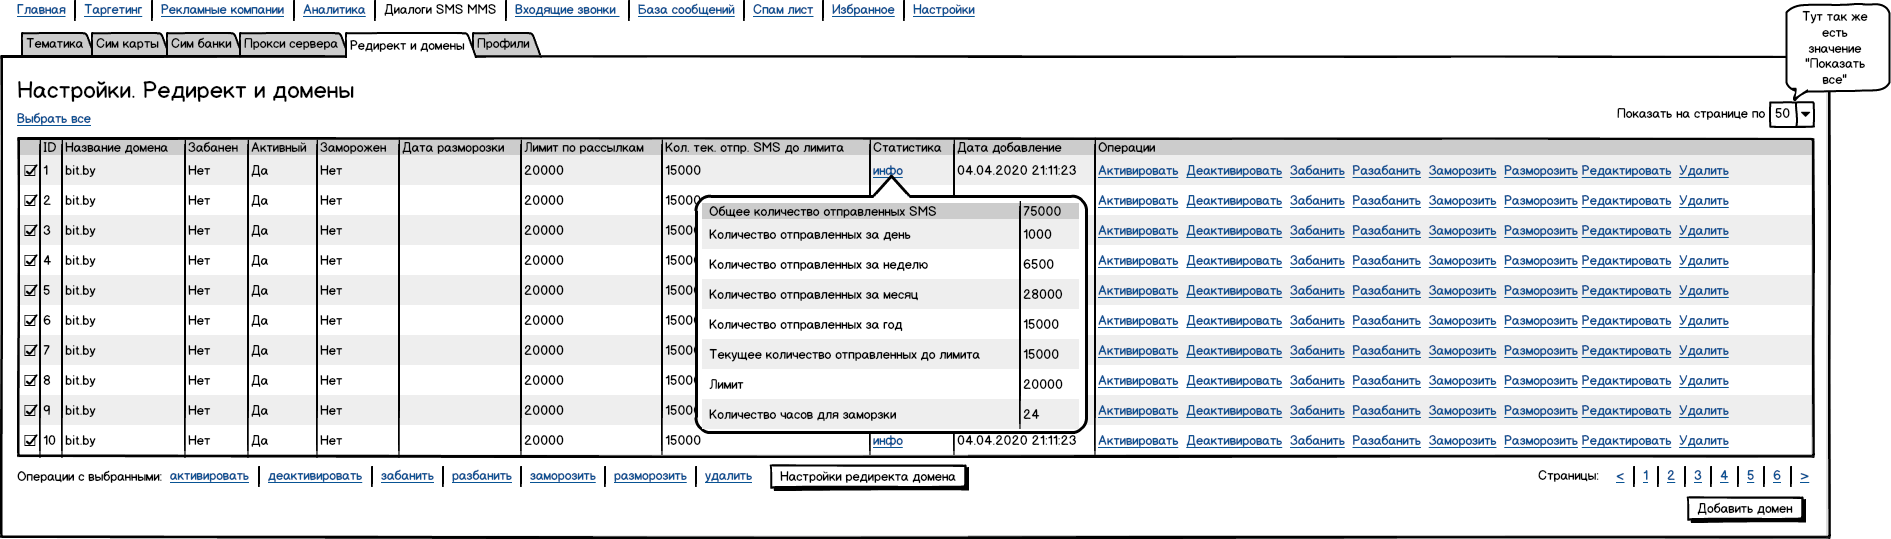 Главная Таргетинг Рекламные компании Аналитика Диалоги SMS MMS Входящие звонки База сообщений Спам лист Избранное Настройки
Тут так же
есть
значение
"Показать
все"
Тематика Сим карты Сим банки Прокси сервера Редирект и домены Профили
Настройки. Редирект и домены
Выбрать все
Показать на странице по 50
ID Название домена Забанен Активный Заморожен Дата разморозки Лимит по рассылкам Кол. тек. отпр. SMS до лимита Статистика Дата добавление Операции
1 bit.by Нет Да Нет 20000 15000 инфо 04.04.2020 21:11:23 Активировать Деактивировать Забанить Разабанить Заморозить Разморозить Редактировать Удалить
2 bit.by Нет Да Нет 20000 1500 Активировать Деактивировать Забанить Разабанить Заморозить Разморозить Редактировать Удалить
3 bit.by Нет Да Нет 20000 1500 Активировать Деактивировать Забанить Разабанить Заморозить Разморозить Редактировать Удалить
4 bit.by Нет Да Нет 20000 1500 Активировать Деактивировать Забанить Разабанить Заморозить Разморозить Редактировать Удалить
5 bit.by Нет Да Нет 20000 1500 Активировать Деактивировать Забанить Разабанить Заморозить Разморозить Редактировать Удалить
6 bit.by Нет Да Нет 20000 1500 Активировать Деактивировать Забанить Разабанить Заморозить Разморозить Редактировать Удалить
7 bit.by Нет Да Нет 20000 1500 Активировать Деактивировать Забанить Разабанить Заморозить Разморозить Редактировать Удалить
8 bit.by Нет Да Нет 20000 1500 Активировать Деактивировать Забанить Разабанить Заморозить Разморозить Редактировать Удалить
9 bit.by Нет Да Нет 20000 1500 Активировать Деактивировать Забанить Разабанить Заморозить Разморозить Редактировать Удалить
10 bit.by Нет Да Нет 20000 15000 инфо 04.04.2020 21:11:23 Активировать Деактивировать Забанить Разабанить Заморозить Разморозить Редактировать Удалить
Общее количество отправленных SMS 75000
Количество отправленных за день 1000
Количество отправленных за неделю 6500
Количество отправленных за месяц 28000
Количество отправленных за год 15000
Текущее количество отправленных до лимита 15000
Лимит 20000
Количество часов для заморзки 24
Операции с выбранными: активировать деактивировать забанить разбанить заморозить разморозить удалить Настройки редиректа домена Страницы: < 1 2 3 4 5 6 >
Добавить домен